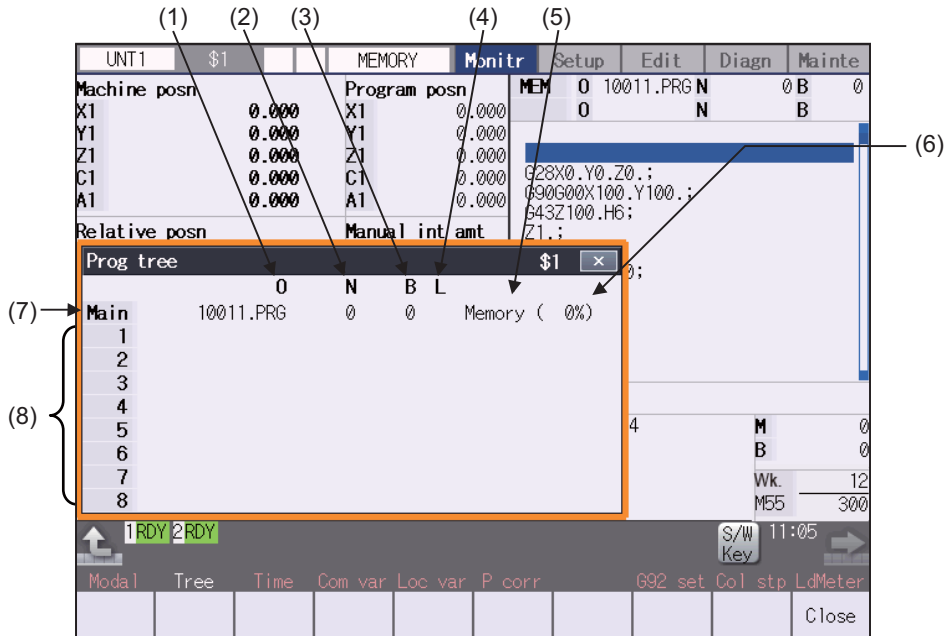 (1) (2) (3) (4) (5)
UNT1 $1 MEMORY Monitr Setup Edit Diagn Mainte
Machine posn Program posn MEM O 10011.PRG N 0 B 0
X1 0.000 X1 0.000 O N B
Y1 0.000 Y1 0.000
Z1 0.000 Z1 0.000
C1 0.000 C1 0.000 G28X0.Y0.Z0.;
A1 0.000 A1 0.000 G90G00X100.Y100.;
G43Z100.H6;
Relative posn Manual int amt Z1.;
(6)
Prog tree $1 ×
0;
O N B L
(7) Main 10011.PRG 0 0 Memory ( 0%)
1
2
3
4
(8) 5
6
7
8
4 M 0
B 0
Wk. 12
M55 300
1RDY 2RDY S/W Key 11:05
Modal Tree Time Com var Loc var P corr G92 set Col stp LdMeter
Close